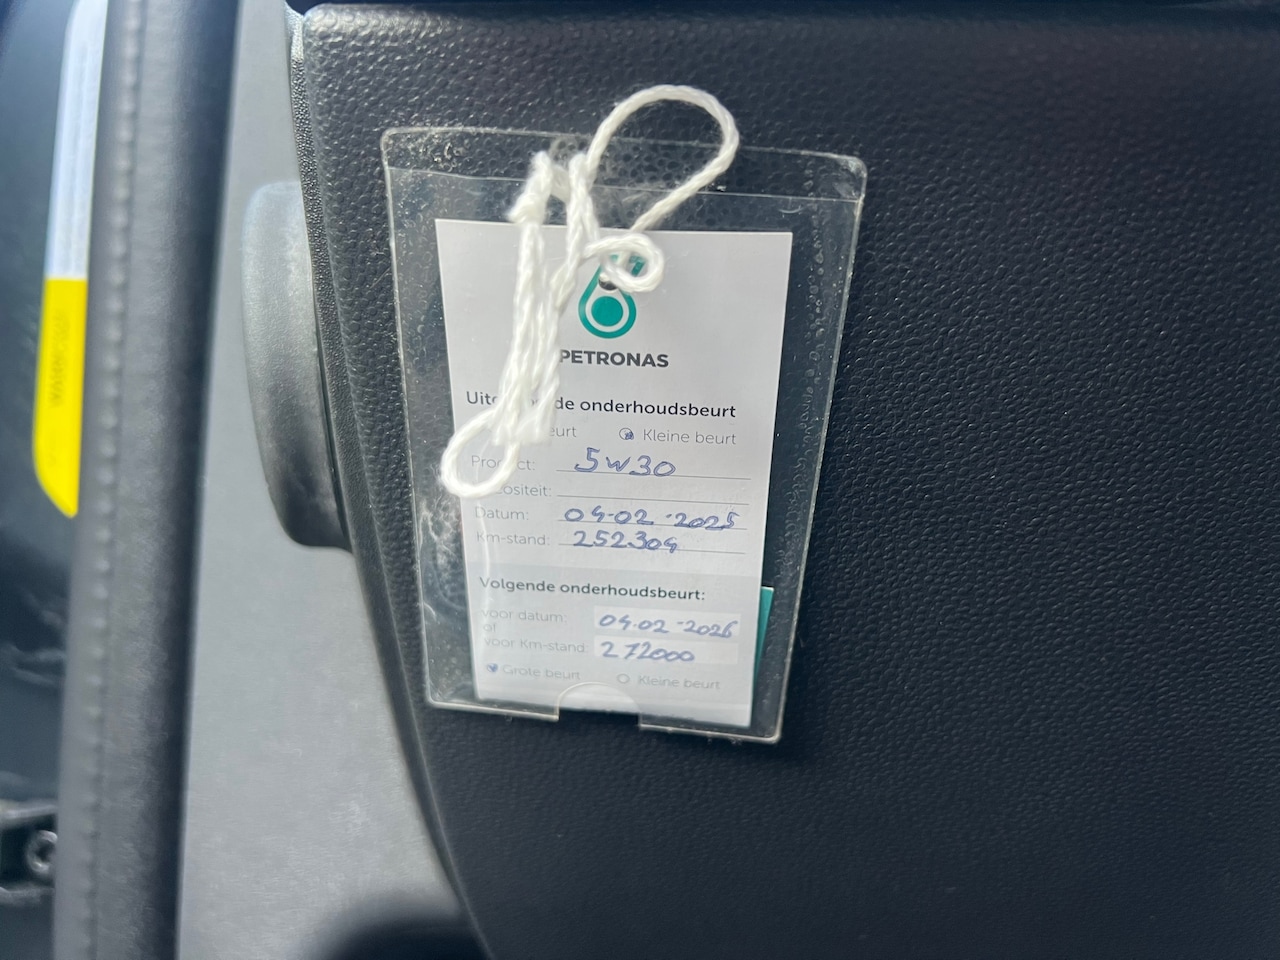 PETRONAS
de onderhoudsbeurt
Kleine beurt
5W30
Datum: 04-02-2025
Km-stand: 252304
Volgende onderhoudsbeurt:
voor datum: 04.02-2026
of
voor Km-stand: 272000
Grote beurt Kleine beurt